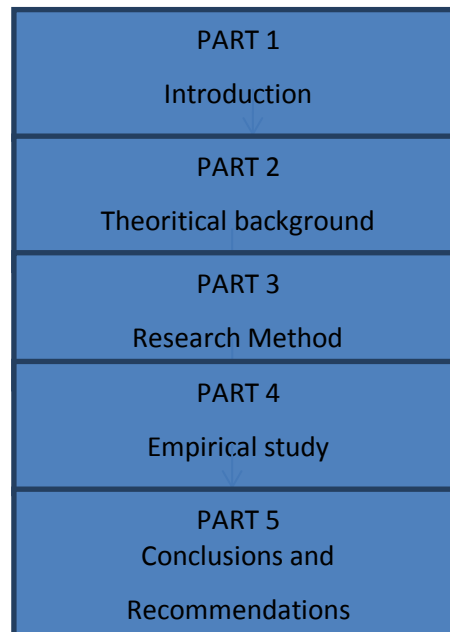 PART 1
Introduction
PART 2
Theoritical background
PART 3
Research Method
PART 4
Empirical study
PART 5
Conclusions and
Recommendations